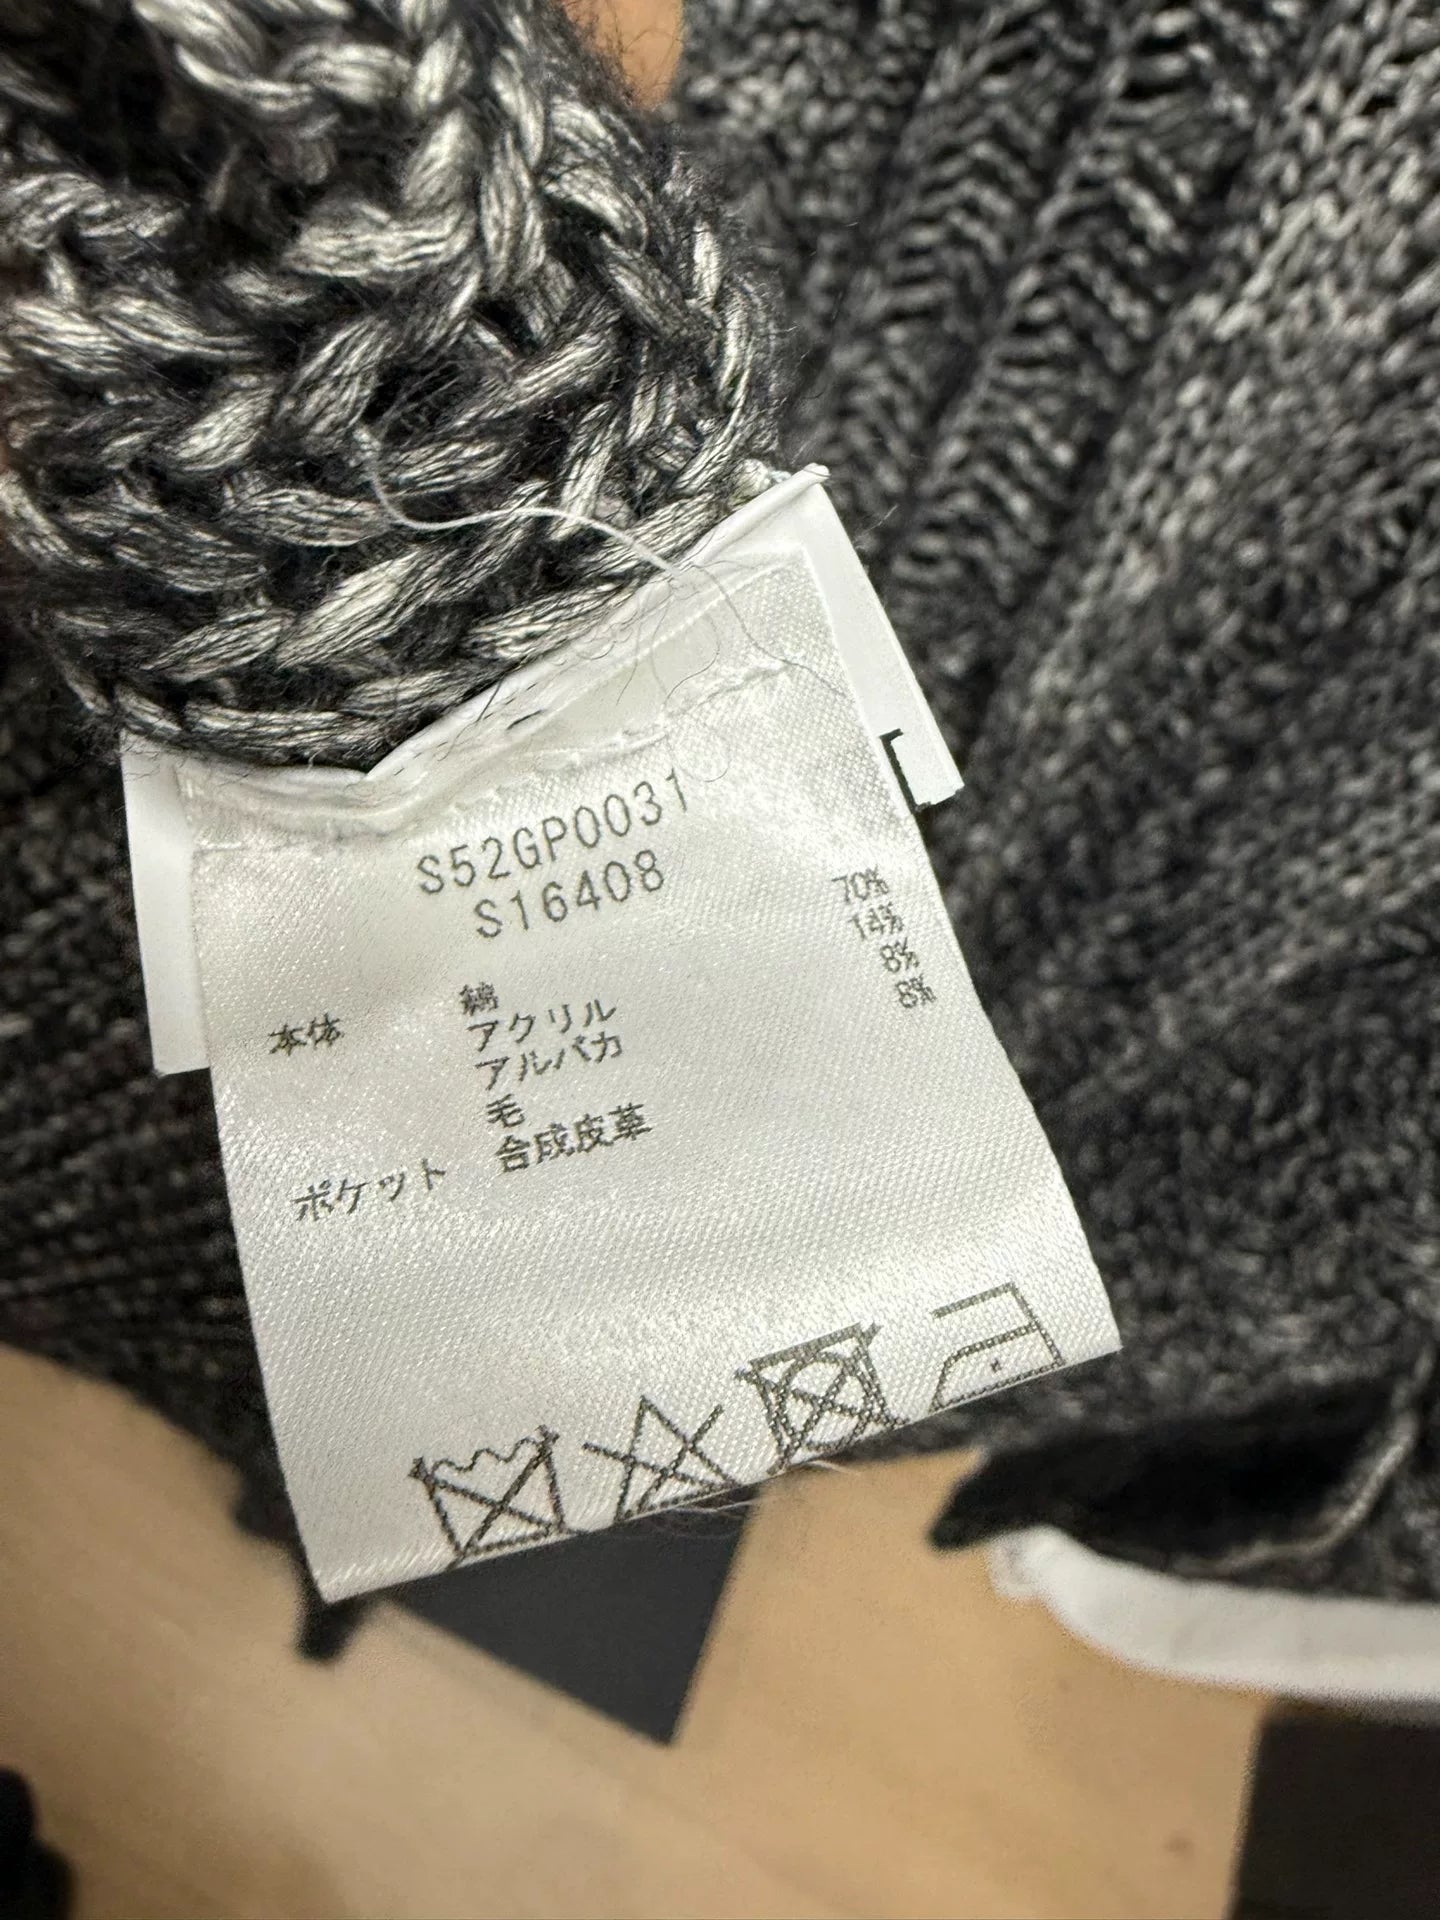 S52GP0031
S16408
本体 綿 70%
アクリル 14%
アルパカ 8%
毛 8%
ポケット 合成皮革